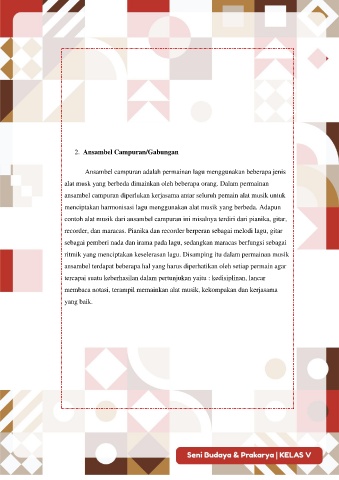 2. Ansambel Campuran/Gabungan
Ansambel campuran adalah permainan lagu menggunakan beberapa jenis
alat musik yang berbeda dimainkan oleh beberapa orang. Dalam permainan
ansambel campuran diperlukan kerjasama antar seluruh pemain alat musik untuk
menciptakan harmonisasi lagu menggunakan alat musik yang berbeda. Adapun
contoh alat musik dari ansambel campuran ini misalnya terdiri dari pianika, gitar,
recorder, dan maracas. Pianika dan recorder berperan sebagai melodi lagu, gitar
sebagai pemberi nada dan irama pada lagu, sedangkan maracas berfungsi sebagai
ritmik yang menciptakan keselerasan lagu. Disamping itu dalam permainan musik
ansambel terdapat beberapa hal yang harus diperhatikan oleh setiap permain agar
tercapai suatu keberhasilan dalam pertunjukan yaitu : kedisiplinan, lancar
membaca notasi, terampil memainkan alat musik, kekompakan dan kerjasama
yang baik.
Seni Budaya & Prakarya | KELAS V